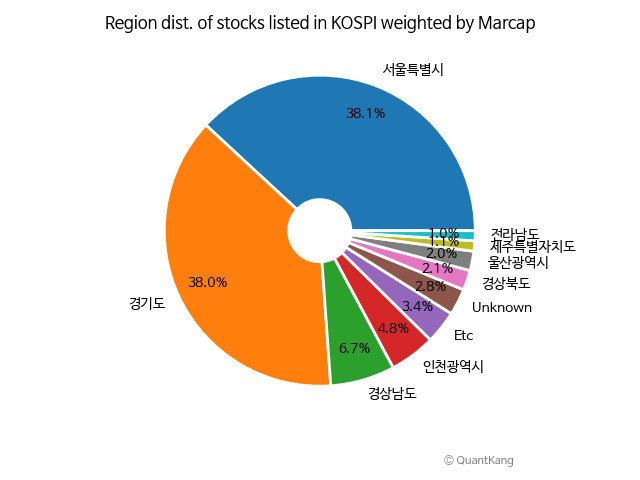 Region dist. of stocks listed in KOSPI weighted by Marcap
서울특별시
38.1%
경기도
38.0%
경상남도
6.7%
인천광역시
4.8%
Etc
3.4%
Unknown
2.8%
경상북도
2.1%
울산광역시
2.0%
제주특별자치도
1.1%
전라남도
1.0%
© QuantKang